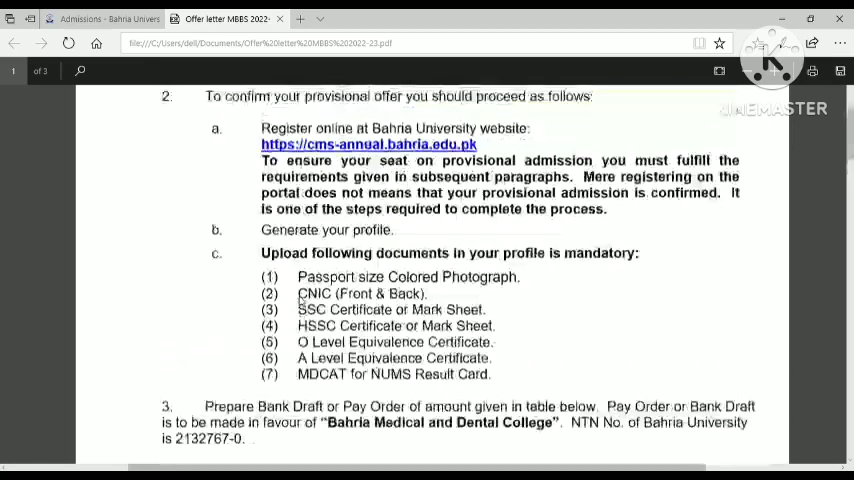 Admissions - Bahria Univers
Offer letter MBBS 2022-
file:///C:/Users/dell/Documents/Offer%20letter%20MBBS%202022-23.pdf
1 of 3
KINEMASTER
2. To confirm your provisional offer you should proceed as follows:
a. Register online at Bahria University website:
https://cms-annual.bahria.edu.pk
To ensure your seat on provisional admission you must fulfill the
requirements given in subsequent paragraphs. Mere registering on the
portal does not means that your provisional admission is confirmed. It
is one of the steps required to complete the process.
b. Generate your profile.
c. Upload following documents in your profile is mandatory:
(1) Passport size Colored Photograph.
(2) CNIC (Front & Back).
(3) SSC Certificate or Mark Sheet.
(4) HSSC Certificate or Mark Sheet.
(5) O Level Equivalence Certificate.
(6) A Level Equivalence Certificate.
(7) MDCAT for NUMS Result Card.
3. Prepare Bank Draft or Pay Order of amount given in table below. Pay Order or Bank Draft
is to be made in favour of "Bahria Medical and Dental College". NTN No. of Bahria University
is 2132767-0.